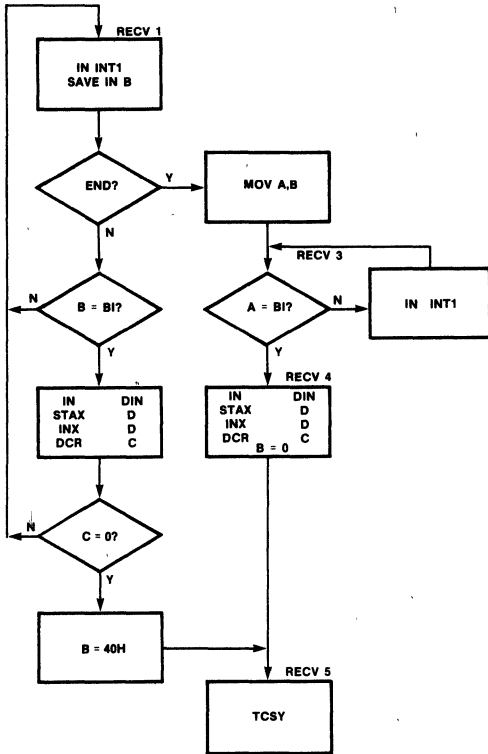 RECV 1
IN INT1
SAVE IN B
END?
Y
MOV A,B
N
RECV 3
B = BI?
N
Y
A = BI?
N
Y
IN INT1
IN DIN
STAX D
INX D
DCR C
RECV 4
IN DIN
STAX D
INX D
DCR C
B = 0
C = 0?
N
Y
B = 40H
RECV 5
TCSY